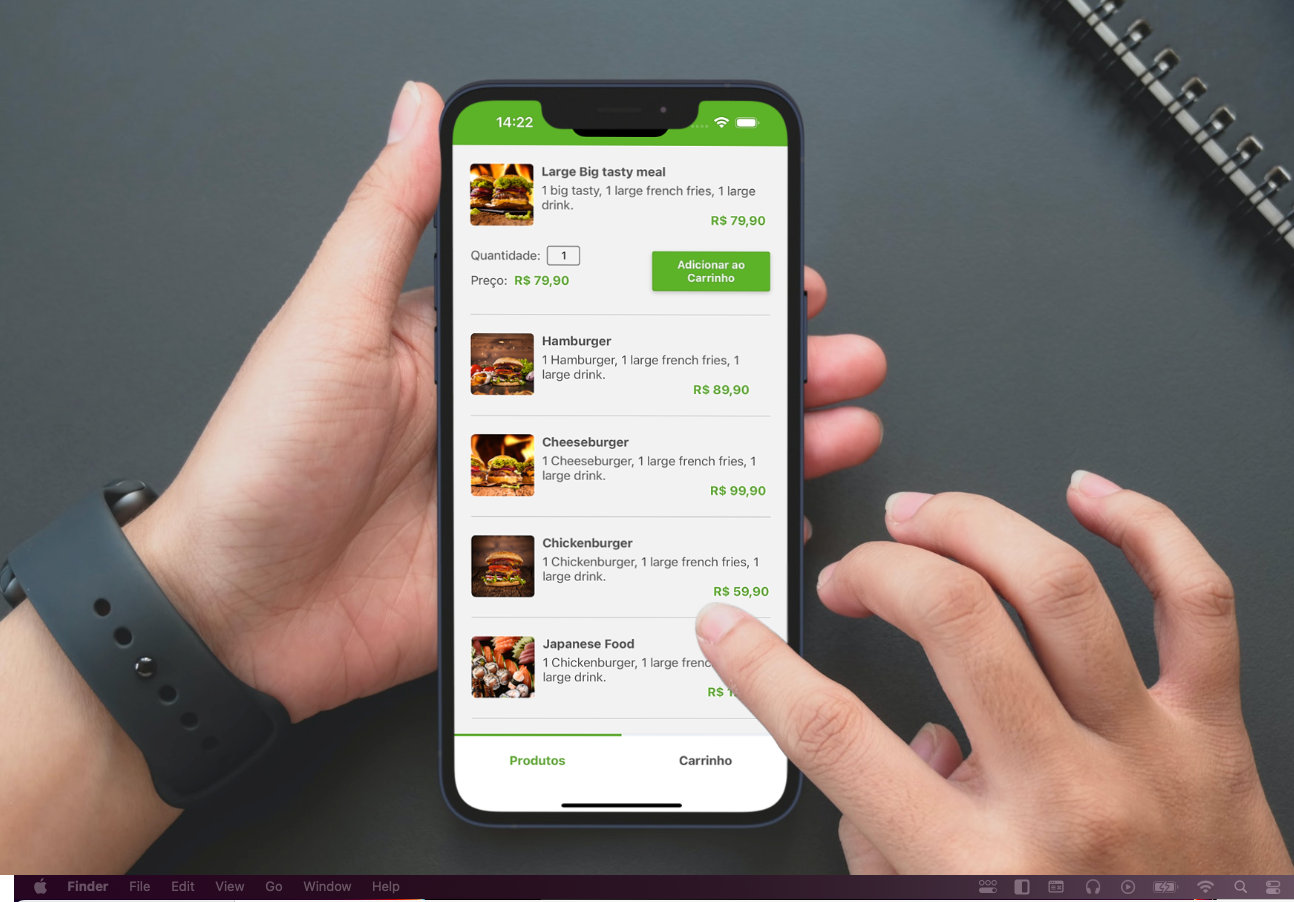 14:22
Large Big tasty meal
1 big tasty, 1 large french fries, 1 large
drink.
R$ 79,90
Quantidade: 1
Adicionar ao
Carrinho
Preço: R$ 79,90
Hamburger
1 Hamburger, 1 large french fries, 1
large drink.
R$ 89,90
Cheeseburger
1 Cheeseburger, 1 large french fries, 1
large drink.
R$ 99,90
Chickenburger
1 Chickenburger, 1 large french fries, 1
large drink.
R$ 59,90
Japanese Food
1 Chickenburger, 1 large
large drink.
R$
Produtos Carrinho
Finder File Edit View Go Window Help